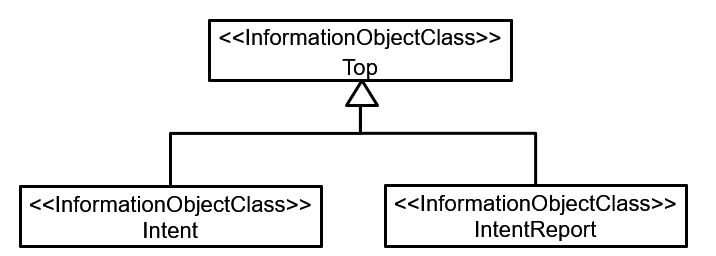 <<InformationObjectClass>>
Top
<<InformationObjectClass>>
Intent
<<InformationObjectClass>>
IntentReport